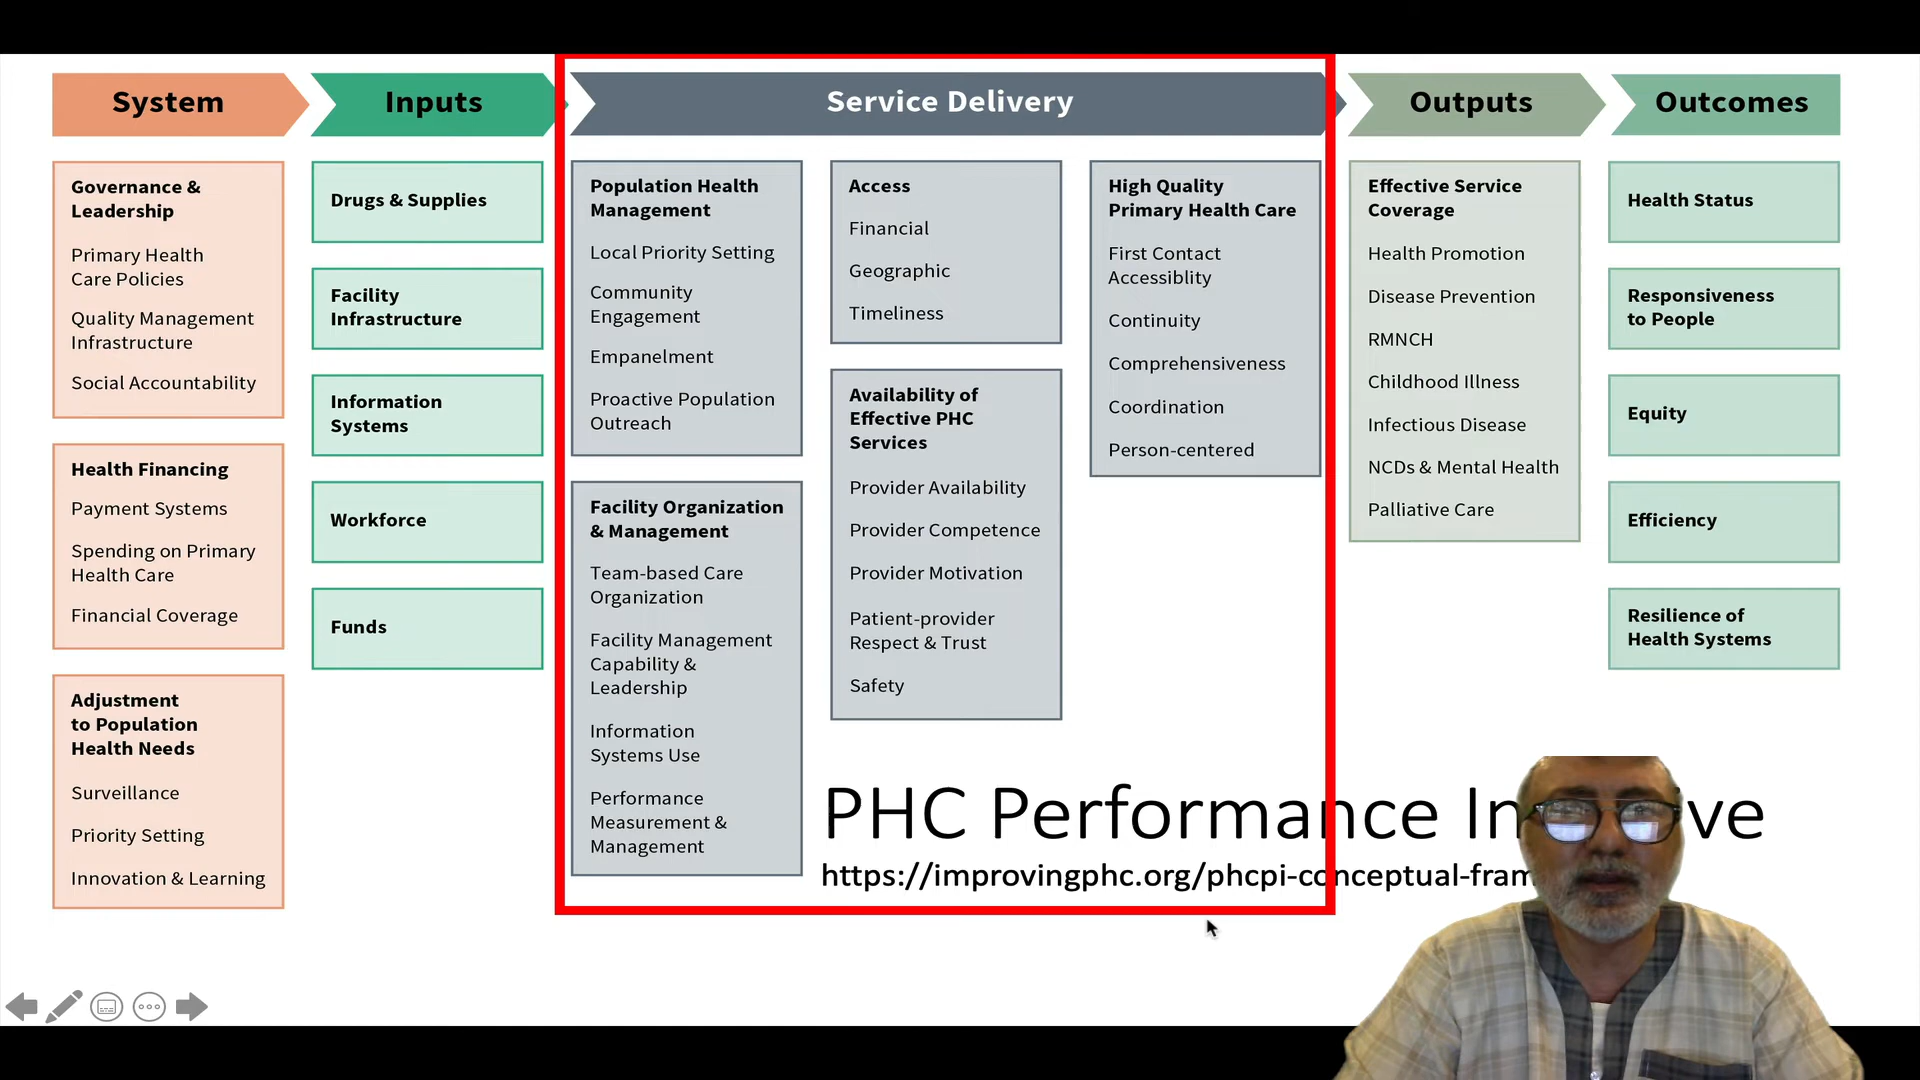 System
Inputs
Service Delivery
Outputs
Outcomes
Governance &
Leadership
Primary Health
Care Policies
Quality Management
Infrastructure
Social Accountability
Health Financing
Payment Systems
Spending on Primary
Health Care
Financial Coverage
Adjustment
to Population
Health Needs
Surveillance
Priority Setting
Innovation & Learning
Drugs & Supplies
Facility
Infrastructure
Information
Systems
Workforce
Funds
Population Health
Management
Local Priority Setting
Community
Engagement
Empanelment
Proactive Population
Outreach
Facility Organization
& Management
Team-based Care
Organization
Facility Management
Capability &
Leadership
Information
Systems Use
Performance
Measurement &
Management
Access
Financial
Geographic
Timeliness
Availability of
Effective PHC
Services
Provider Availability
Provider Competence
Provider Motivation
Patient-provider
Respect & Trust
Safety
High Quality
Primary Health Care
First Contact
Accessiblity
Continuity
Comprehensiveness
Coordination
Person-centered
Effective Service
Coverage
Health Promotion
Disease Prevention
RMNCH
Childhood Illness
Infectious Disease
NCDs & Mental Health
Palliative Care
Health Status
Responsiveness
to People
Equity
Efficiency
Resilience of
Health Systems
PHC Performance
https://improvingphc.org/phcpi-conceptual-fram